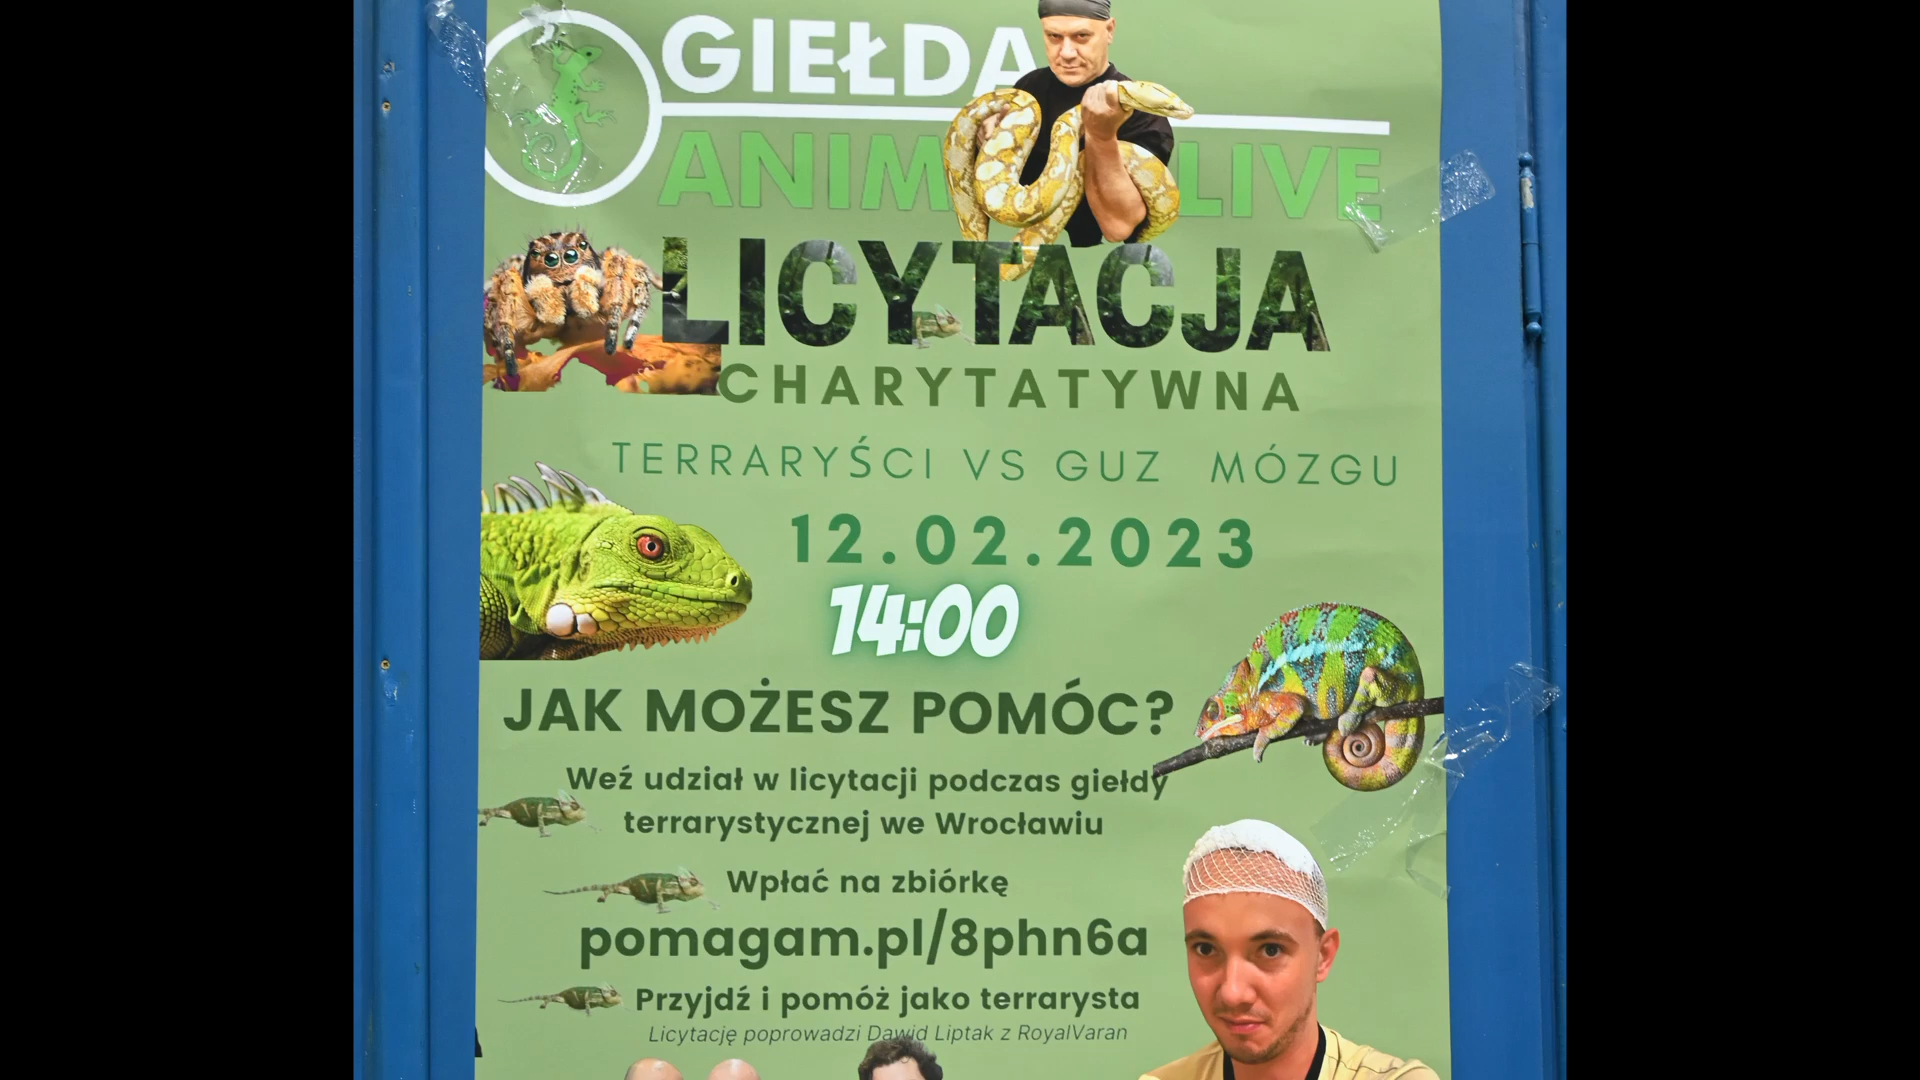 GIEŁDA
ANIM LIVE
LICYTACJA
CHARYTATYWNA
TERRARYŚCI VS GUZ MÓZGU
12.02.2023
14:00
JAK MOŻESZ POMÓC?
Weź udział w licytacji podczas giełdy
terrarystycznej we Wrocławiu
Wpłać na zbiórkę
pomagam.pl/8phn6a
Przyjdź i pomóż jako terrarysta
Licytację poprowadzi Dawid Liptak z RoyalVaran